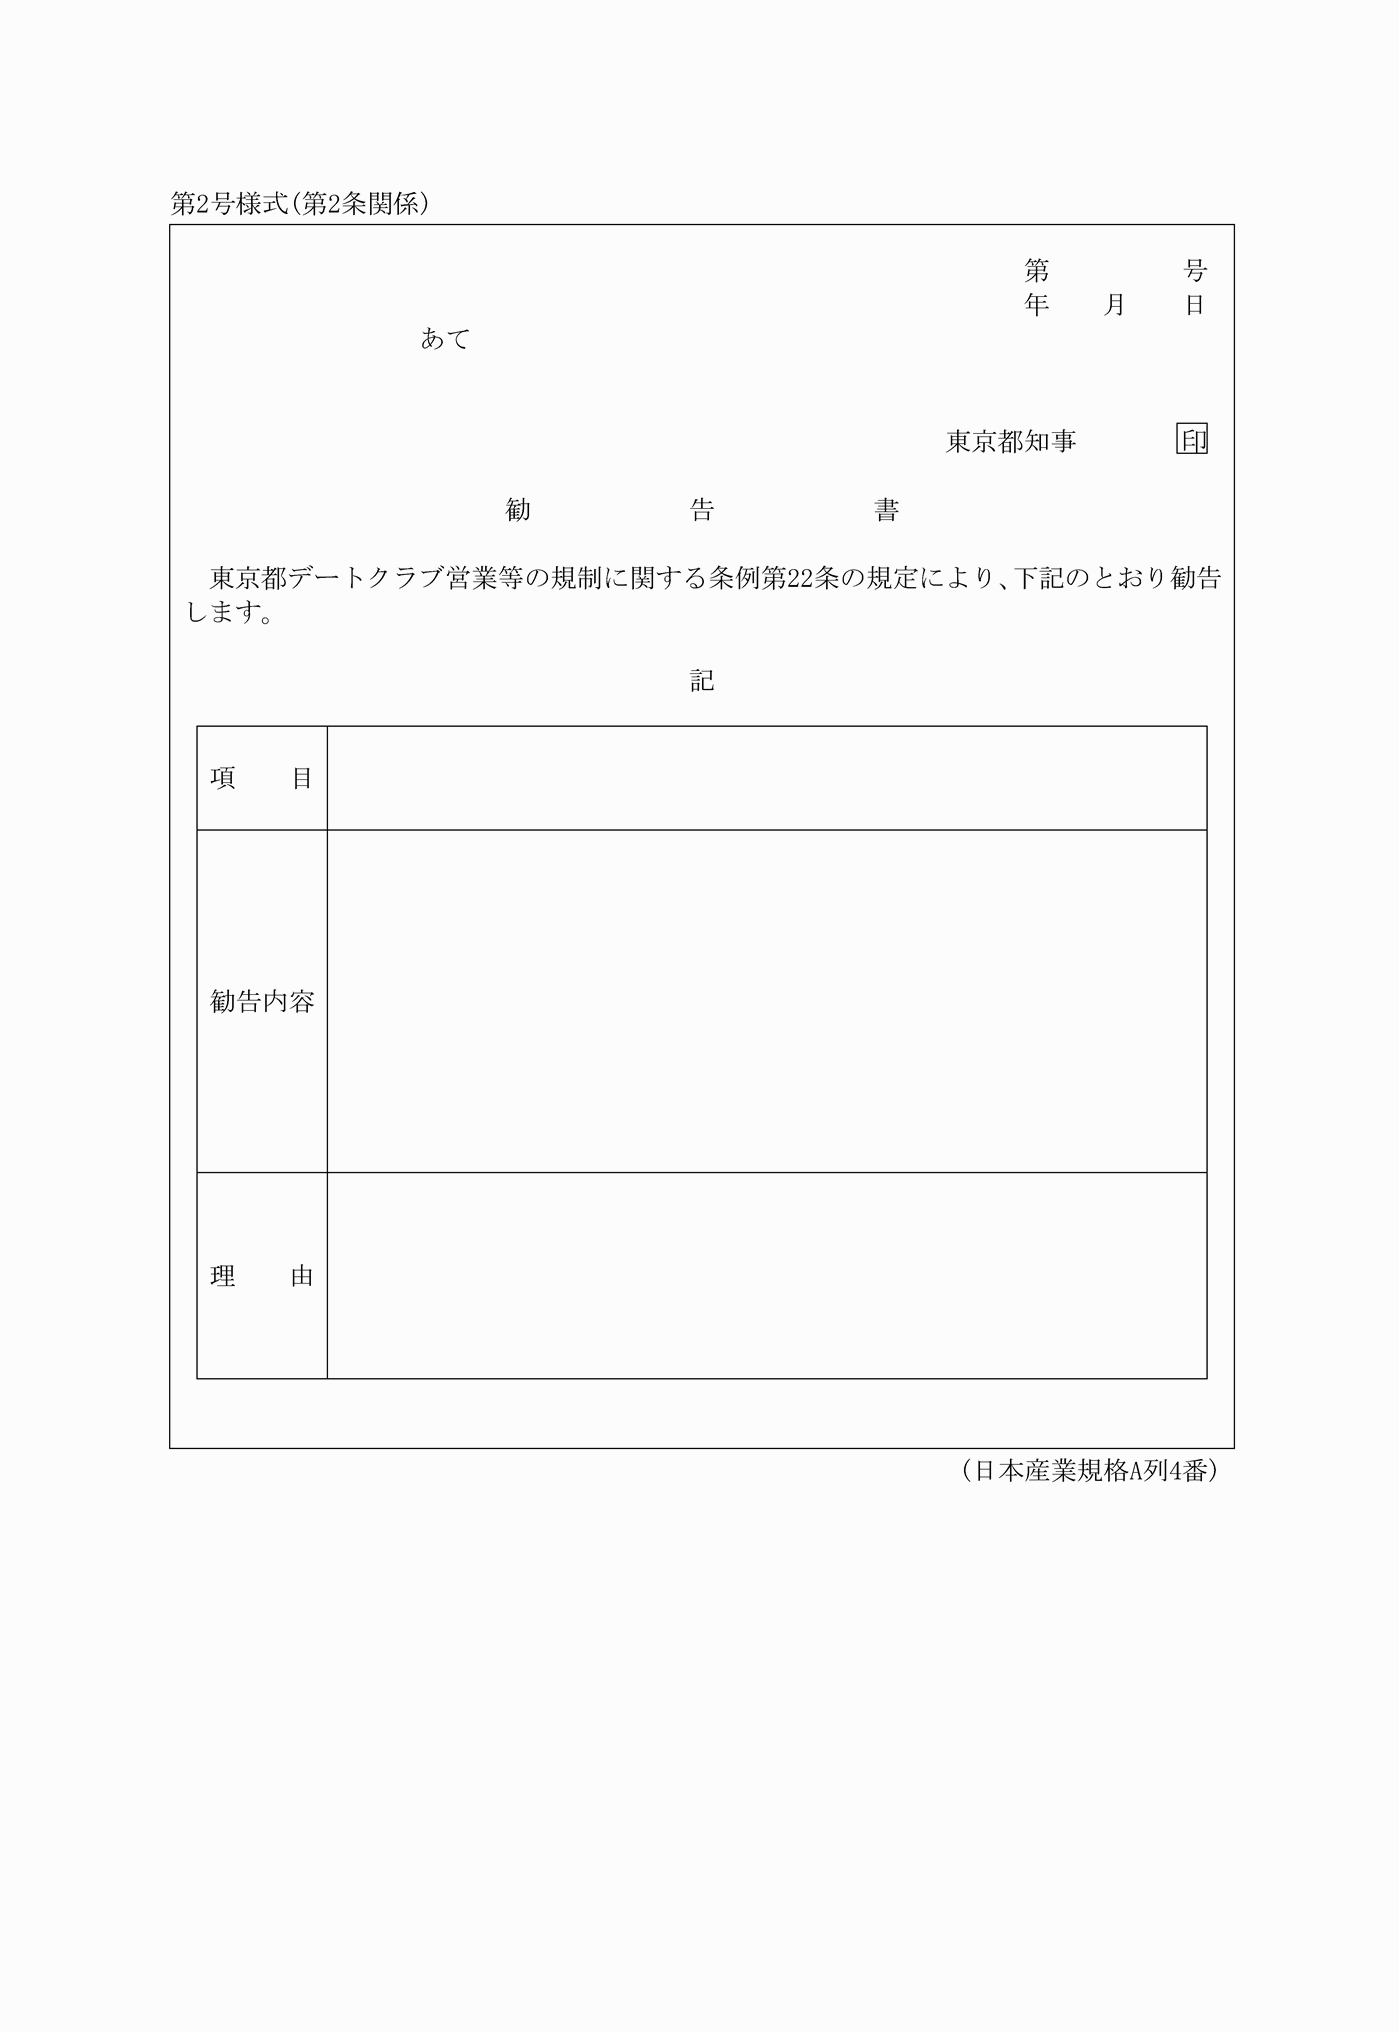 第2号様式(第2条関係)
第　　　　　号
年　　月　　日
あて
東京都知事　　　　印
勧　　　　　　告　　　　　　書
　東京都デートクラブ営業等の規制に関する条例第22条の規定により、下記のとおり勧告
します。
記
項　　目
勧告内容
理　　由
(日本産業規格A列4番)